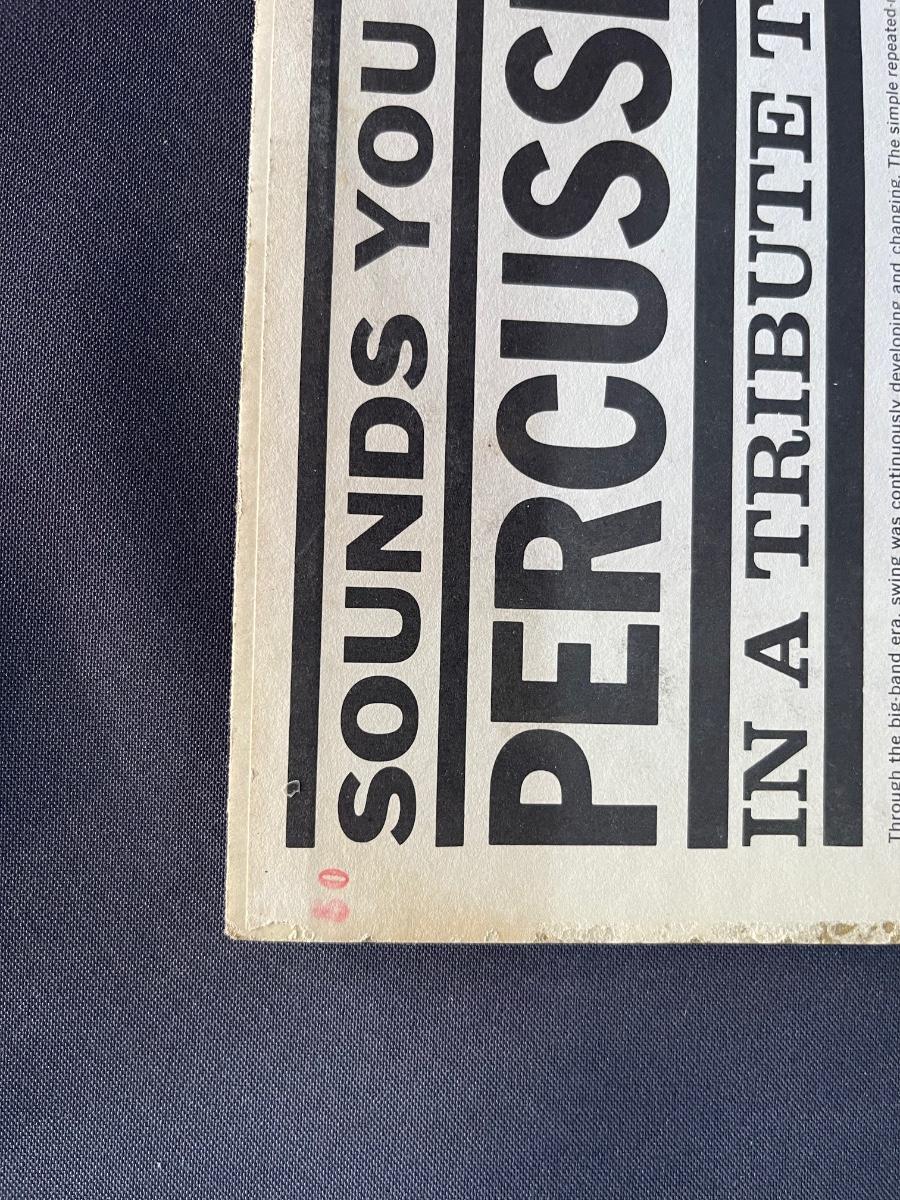 SOUNDS YOU
PERCUSSI
IN A TRIBUTE T
Through the big-band era, swing was continuously developing and changing. The simple repeated-r